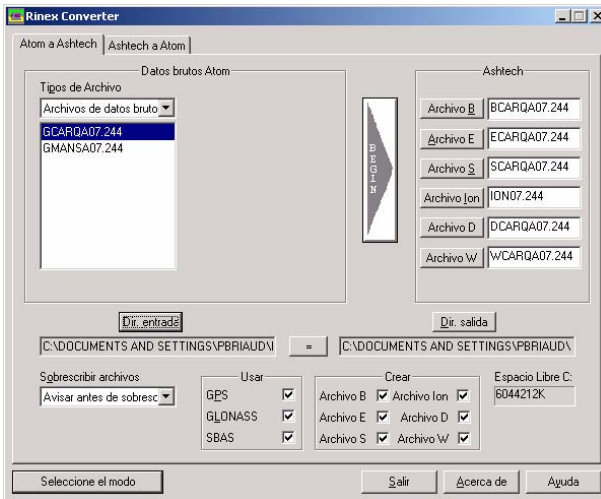 Rinex Converter
Atom a Ashtech
Ashtech a Atom
Datos brutos Atom
Tipos de Archivo
Archivos de datos bruto
GCARQA07.244
GMANSA07.244
BEGIN
Ashtech
Archivo B BCARQA07.244
Archivo E ECARQA07.244
Archivo S SCARQA07.244
Archivo Ion ION07.244
Archivo D DCARQA07.244
Archivo W WCARQA07.244
Dir. entrada
Dir. salida
C:\DOCUMENTS AND SETTINGS\PBRIAUD\
=
C:\DOCUMENTS AND SETTINGS\PBRIAUD\
Sobrescribir archivos
Avisar antes de sobresc
Usar
GPS
GLONASS
SBAS
Crear
Archivo B Archivo Ion
Archivo E Archivo D
Archivo S Archivo W
Espacio Libre C:
6044212K
Seleccione el modo
Salir
Acerca de
Ayuda